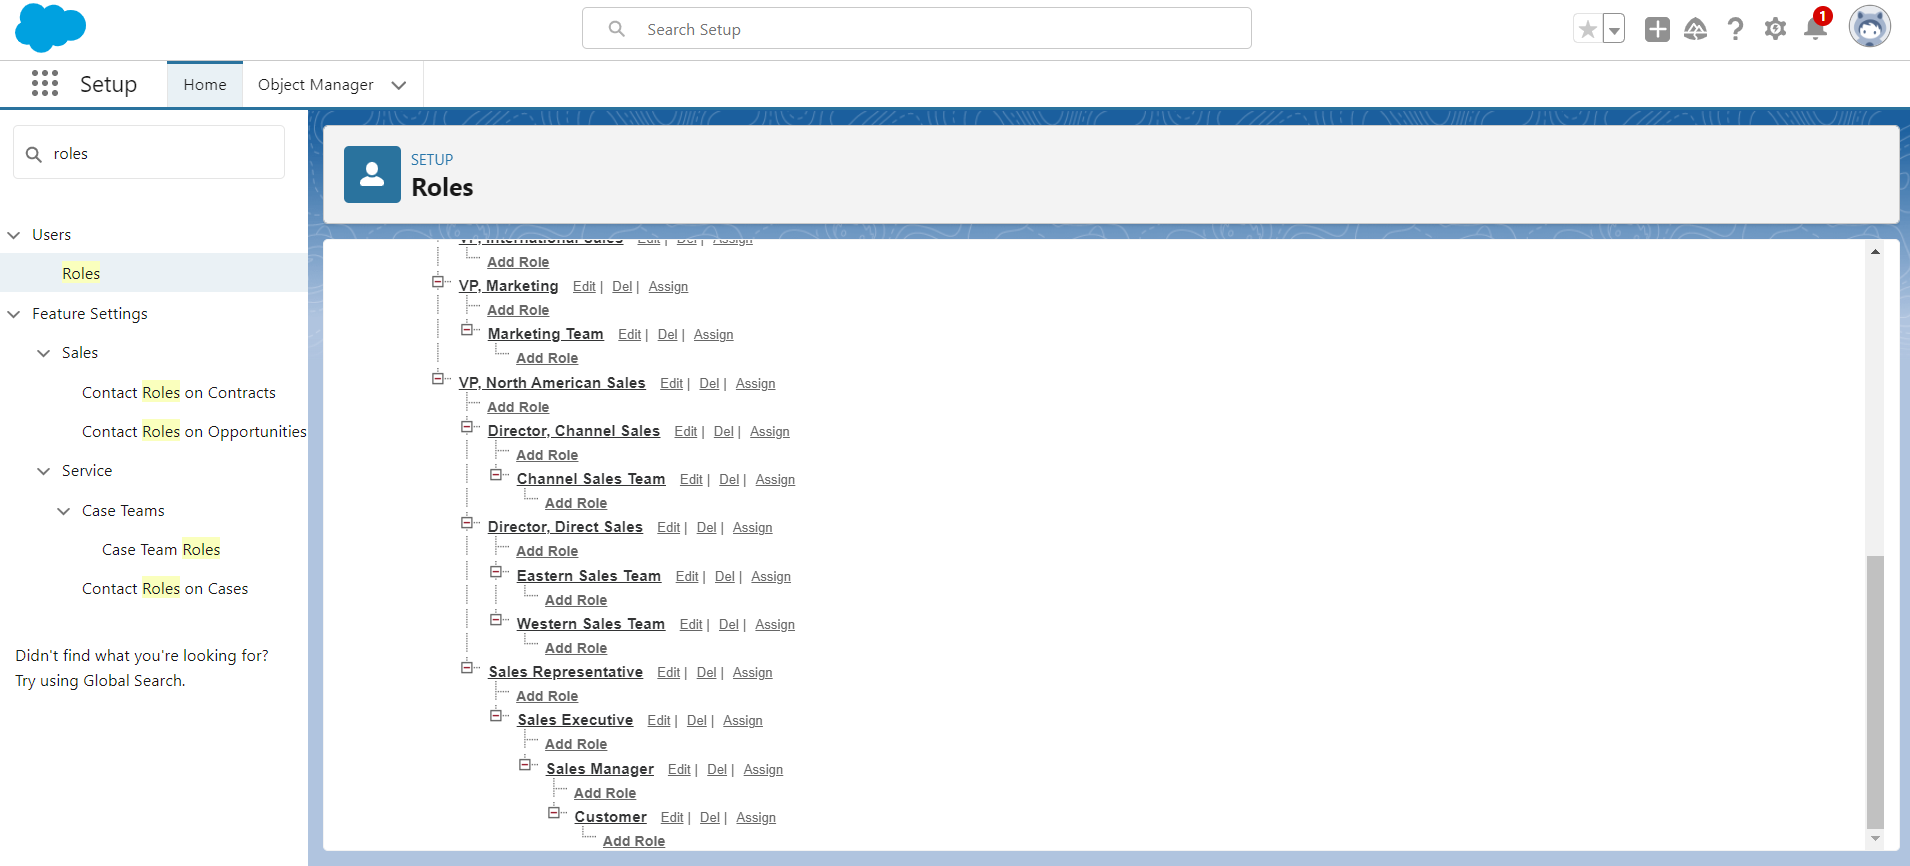 Search Setup
1
Setup
Home
Object Manager
roles
SETUP
Roles
Users
Roles
Feature Settings
Sales
Contact Roles on Contracts
Contact Roles on Opportunities
Service
Case Teams
Case Team Roles
Contact Roles on Cases
Didn't find what you're looking for?
Try using Global Search.
VP, International Sales Edit | Del | Assign
Add Role
VP, Marketing Edit | Del | Assign
Add Role
Marketing Team Edit | Del | Assign
Add Role
VP, North American Sales Edit | Del | Assign
Add Role
Director, Channel Sales Edit | Del | Assign
Add Role
Channel Sales Team Edit | Del | Assign
Add Role
Director, Direct Sales Edit | Del | Assign
Add Role
Eastern Sales Team Edit | Del | Assign
Add Role
Western Sales Team Edit | Del | Assign
Add Role
Sales Representative Edit | Del | Assign
Add Role
Sales Executive Edit | Del | Assign
Add Role
Sales Manager Edit | Del | Assign
Add Role
Customer Edit | Del | Assign
Add Role